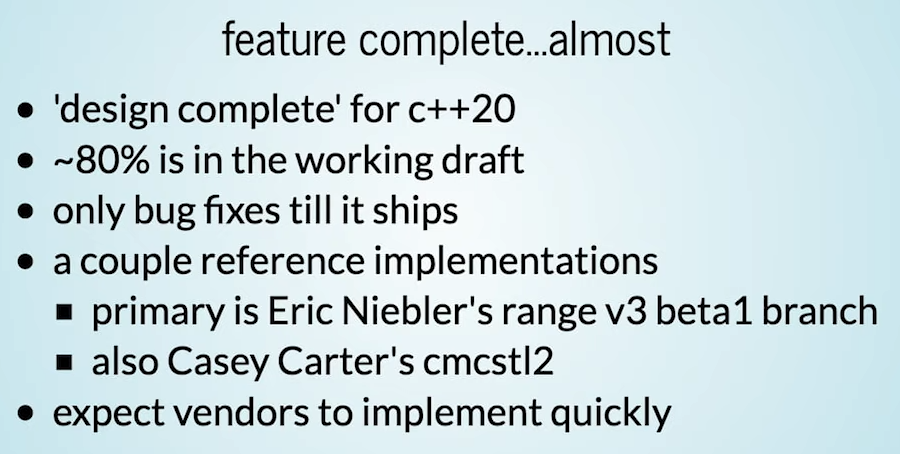 feature complete...almost
• 'design complete' for c++20
• ~80% is in the working draft
• only bug fixes till it ships
• a couple reference implementations
▪ primary is Eric Niebler's range v3 beta1 branch
▪ also Casey Carter's cmcstl2
• expect vendors to implement quickly